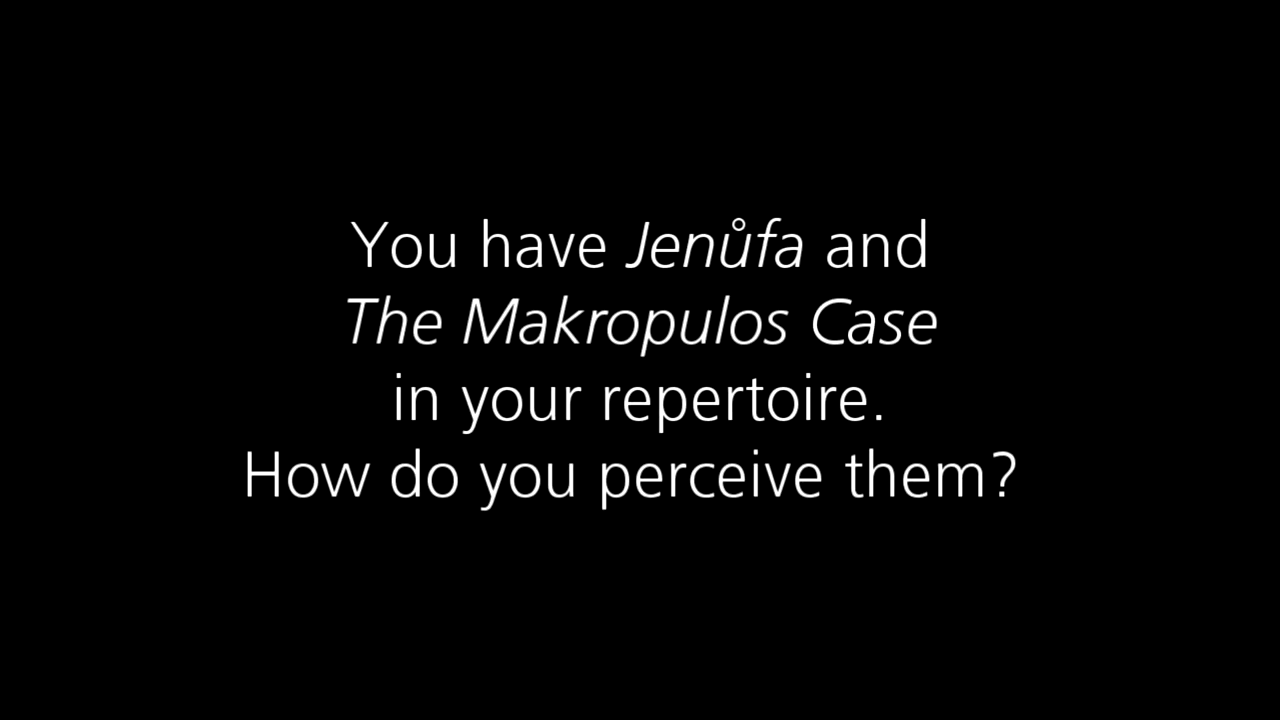 You have Jenůfa and
The Makropulos Case
in your repertoire.
How do you perceive them?